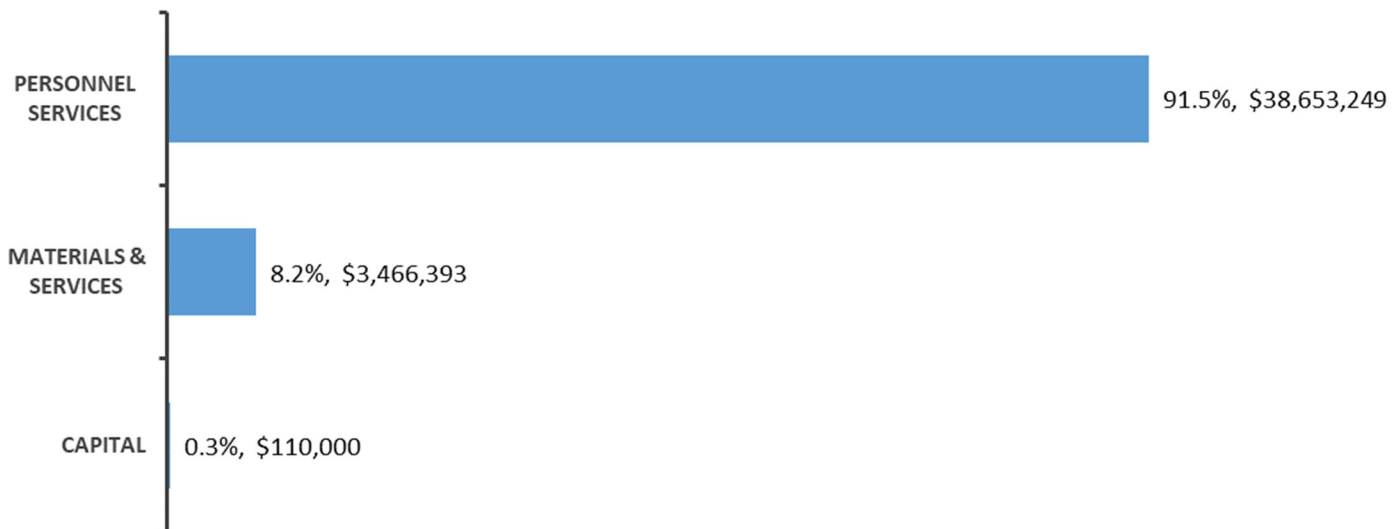 PERSONNEL
SERVICES
91.5%, $38,653,249
MATERIALS &
SERVICES
8.2%, $3,466,393
CAPITAL
0.3%, $110,000